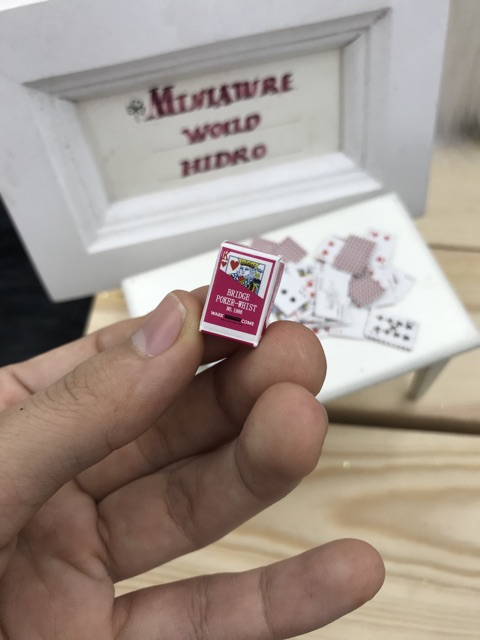 MINIATURE
WORLD
HIDRO
K
BRIDGE
POKER-WHIST
No. 1000